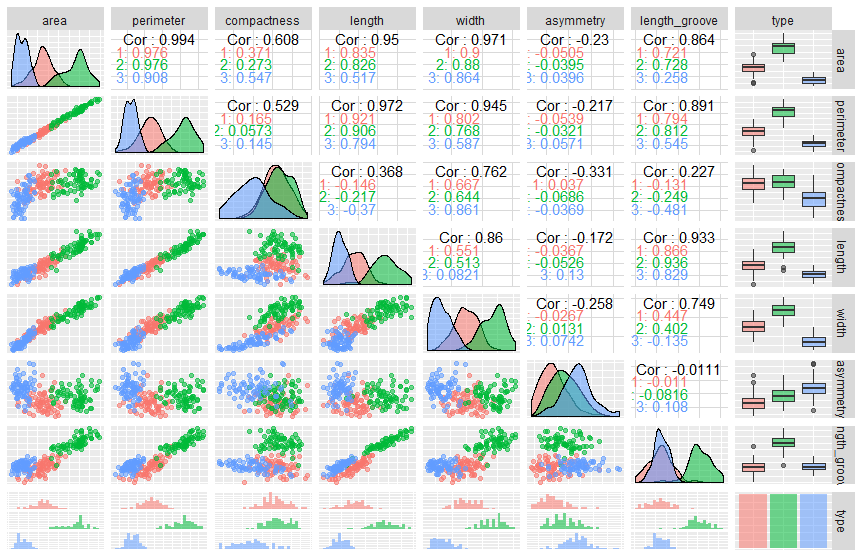 area perimeter compactness length width asymmetry length_groove type
Cor : 0.994 Cor : 0.608 Cor : 0.95 Cor : 0.971 Cor : -0.23 Cor : 0.864
1: 0.976 1: 0.371 1: 0.835 1: 0.9 1: -0.0505 1: 0.721
2: 0.976 2: 0.273 2: 0.826 2: 0.88 2: -0.0395 2: 0.728
3: 0.908 3: 0.547 3: 0.517 3: 0.864 3: 0.0396 3: 0.258
area
Cor : 0.529 Cor : 0.972 Cor : 0.945 Cor : -0.217 Cor : 0.891
1: 0.165 1: 0.921 1: 0.802 1: -0.0539 1: 0.794
2: 0.0573 2: 0.906 2: 0.768 2: -0.0321 2: 0.812
3: 0.145 3: 0.794 3: 0.587 3: 0.0571 3: 0.545
perimeter
Cor : 0.368 Cor : 0.762 Cor : -0.331 Cor : 0.227
1: -0.146 1: 0.667 1: 0.037 1: -0.131
2: -0.217 2: 0.644 2: -0.0686 2: -0.249
3: -0.37 3: 0.861 3: -0.0369 3: -0.481
ompactnes
Cor : 0.86 Cor : -0.172 Cor : 0.933
1: 0.551 1: -0.0367 1: 0.866
2: 0.513 2: -0.0526 2: 0.936
3: 0.0821 3: 0.13 3: 0.829
length
Cor : -0.258 Cor : 0.749
1: -0.0267 1: 0.447
2: 0.0131 2: 0.402
3: 0.0742 3: -0.135
width
Cor : -0.0111
1: -0.011
2: -0.0816
3: 0.108
asymmetry
ngth_groov
type